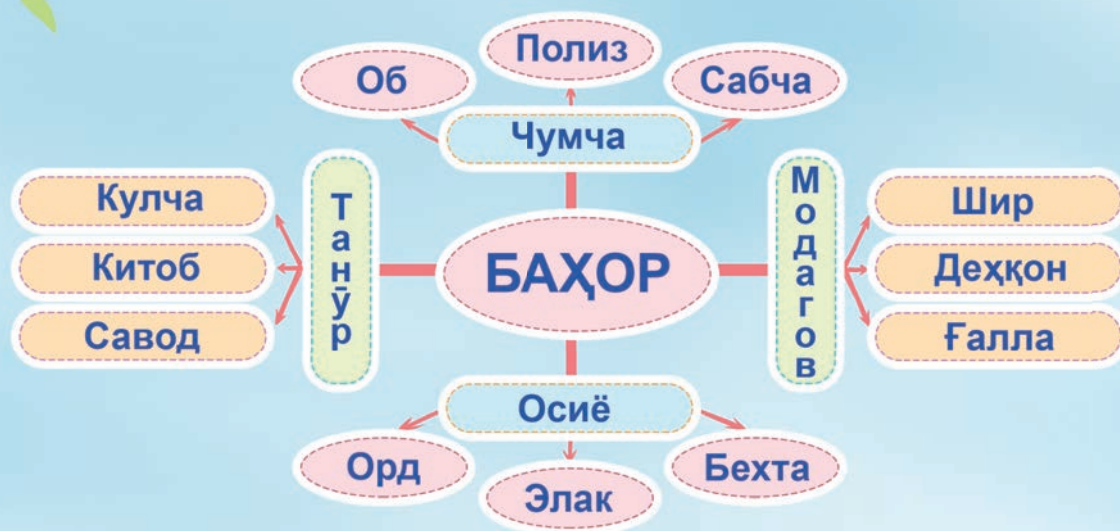 Полиз
Об
Сабча
Чумча
Кулча
Китоб
Савод
Танӯр
БАҲОР
Модагов
Шир
Деҳқон
Ғалла
Осиё
Орд
Элак
Бехта